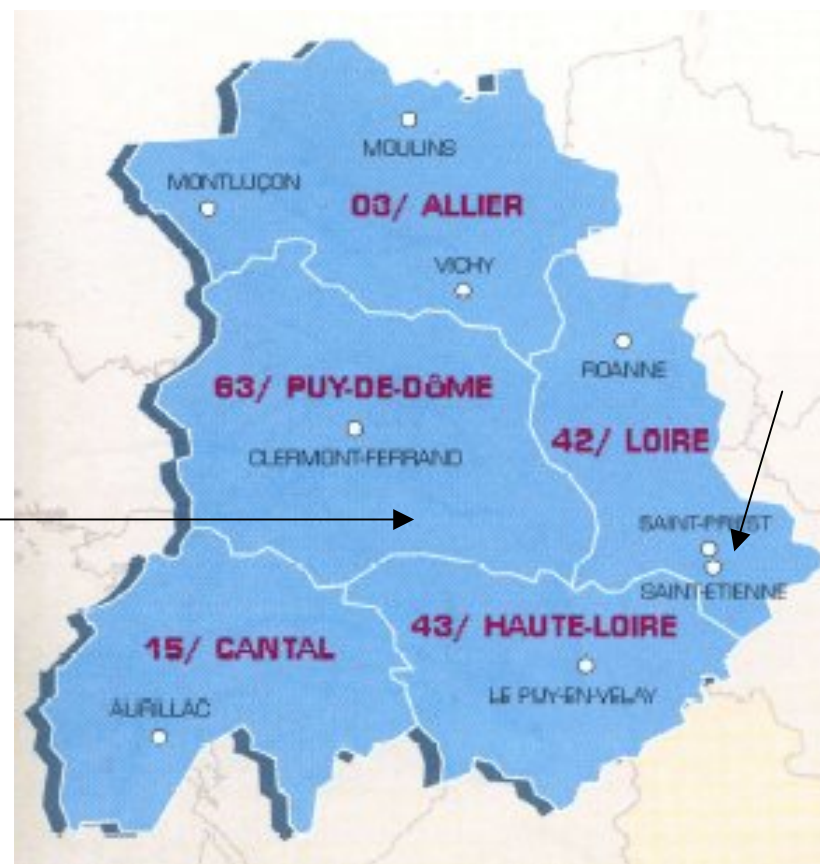 MOULINS
MONTLUÇON
03/ ALLIER
VICHY
ROANNE
63/ PUY-DE-DôME
42/ LOIRE
CLERMONT-FERRAND
SAINT-PRIEST
SAINT-ETIENNE
43/ HAUTE-LOIRE
15/ CANTAL
LE PUY-EN-VELAY
AURILLAC